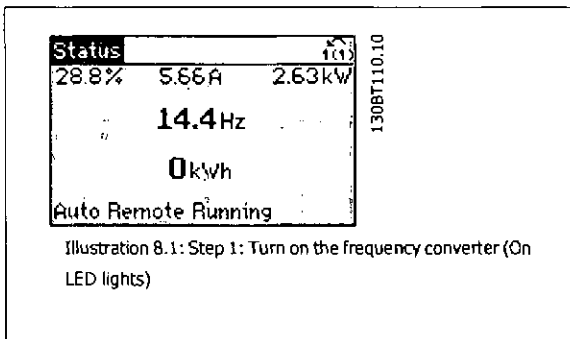 Status 1(1)
28.8% 5.66A 2.63kW
14.4Hz
0kWh
Auto Remote Running
130BT110.10
Illustration 8.1: Step 1: Turn on the frequency converter (On
LED lights)